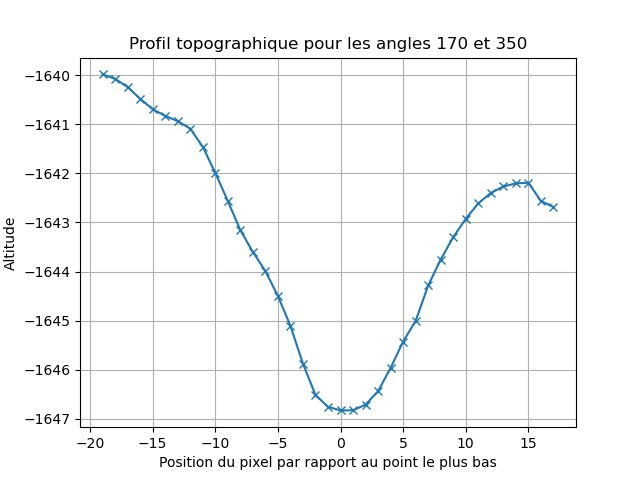 Profil topographique pour les angles 170 et 350
−1640
−1641
−1642
−1643
−1644
−1645
−1646
−1647
Altitude
−20 −15 −10 −5 0 5 10 15
Position du pixel par rapport au point le plus bas